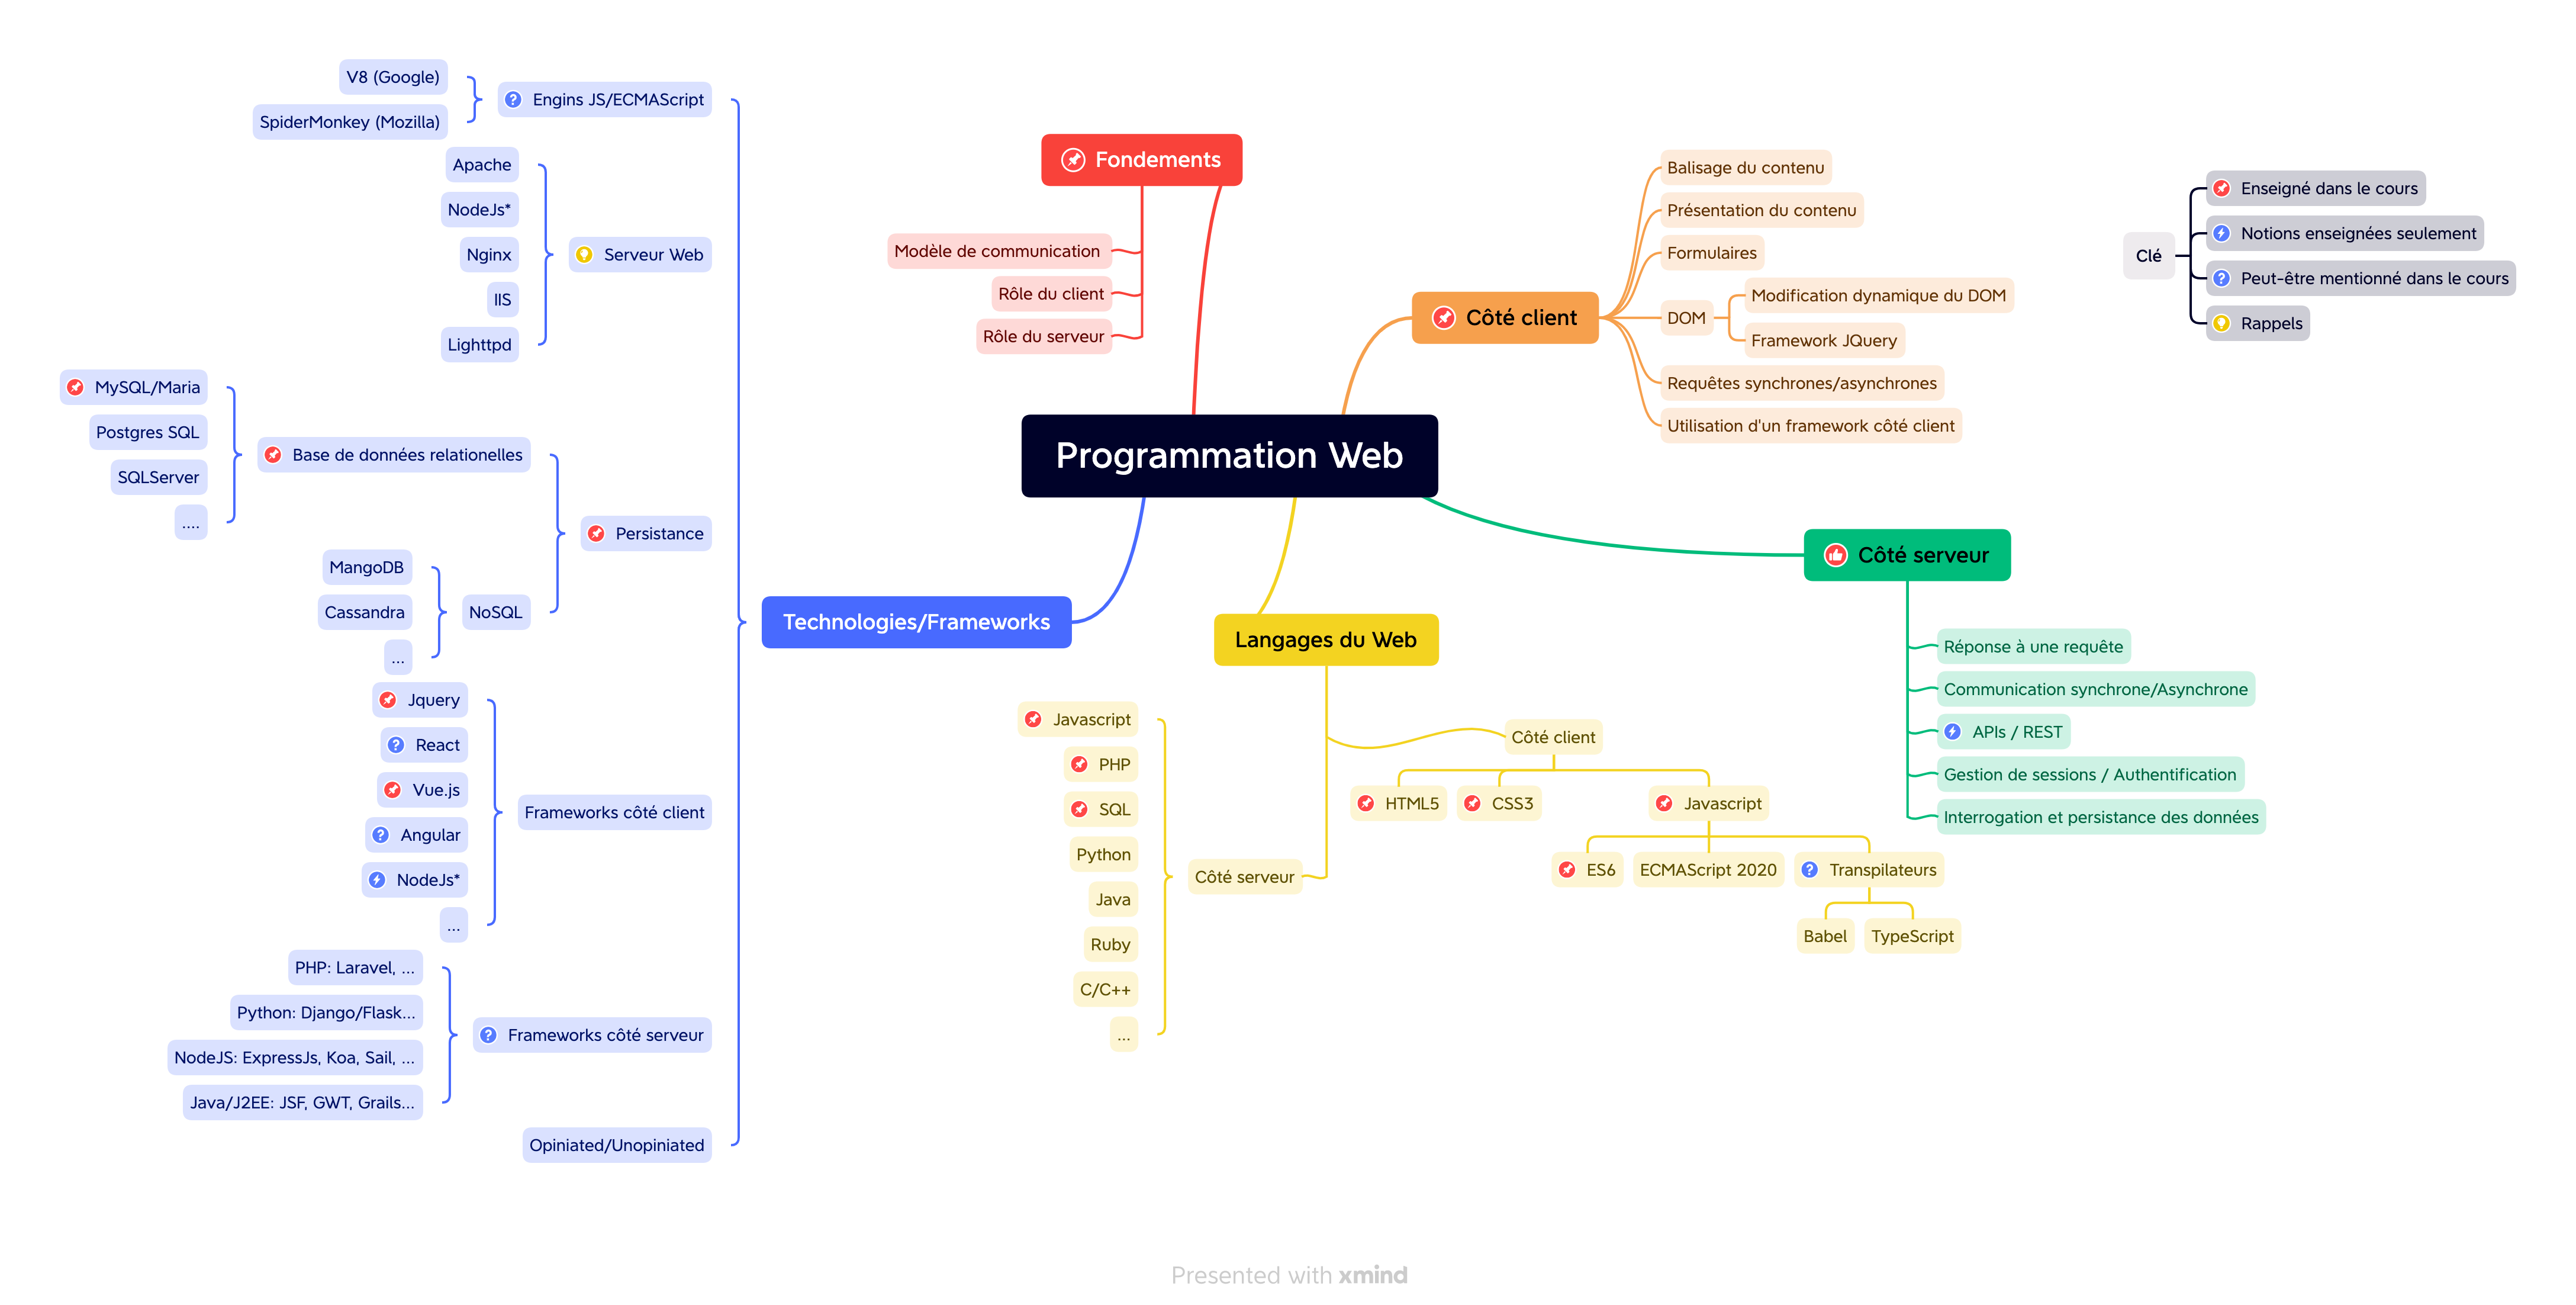 Programmation Web
Fondements
Modèle de communication
Rôle du client
Rôle du serveur
Côté client
Balisage du contenu
Présentation du contenu
Formulaires
DOM
Modification dynamique du DOM
Framework JQuery
Requêtes synchrones/asynchrones
Utilisation d'un framework côté client
Clé
Enseigné dans le cours
Notions enseignées seulement
Peut-être mentionné dans le cours
Rappels
Côté serveur
Réponse à une requête
Communication synchrone/Asynchrone
APIs / REST
Gestion de sessions / Authentification
Interrogation et persistance des données
Langages du Web
Côté client
HTML5
CSS3
Javascript
ES6
ECMAScript 2020
Transpilateurs
Babel
TypeScript
Côté serveur
Javascript
PHP
SQL
Python
Java
Ruby
C/C++
...
Technologies/Frameworks
Engins JS/ECMAScript
V8 (Google)
SpiderMonkey (Mozilla)
Serveur Web
Apache
NodeJs*
Nginx
IIS
Lighttpd
Persistance
Base de données relationelles
MySQL/Maria
Postgres SQL
SQLServer
....
NoSQL
MangoDB
Cassandra
...
Frameworks côté client
Jquery
React
Vue.js
Angular
NodeJs*
...
Frameworks côté serveur
PHP: Laravel, ...
Python: Django/Flask...
NodeJS: ExpressJs, Koa, Sail, ...
Java/J2EE: JSF, GWT, Grails...
Opiniated/Unopiniated
Presented with xmind